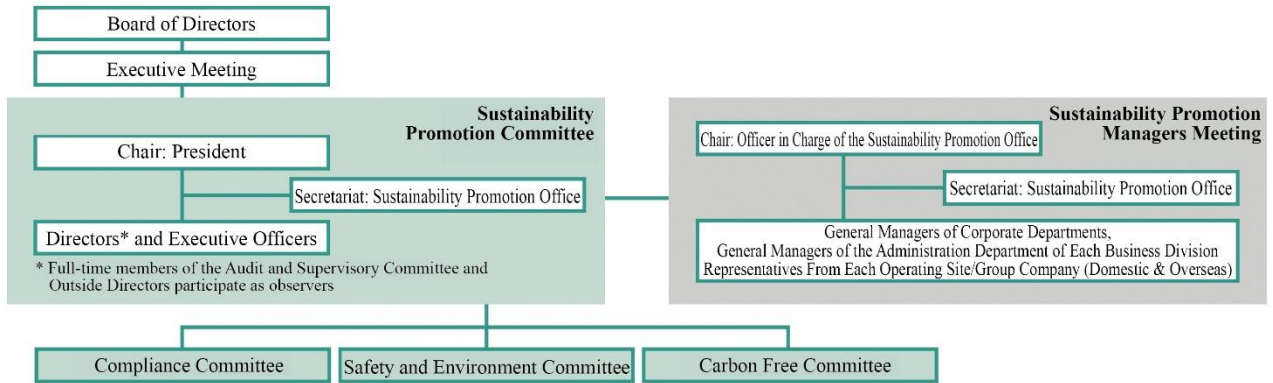 Board of Directors
Executive Meeting
Sustainability
Promotion Committee
Chair: President
Secretariat: Sustainability Promotion Office
Directors* and Executive Officers
* Full-time members of the Audit and Supervisory Committee and
Outside Directors participate as observers
Sustainability Promotion
Managers Meeting
Chair: Officer in Charge of the Sustainability Promotion Office
Secretariat: Sustainability Promotion Office
General Managers of Corporate Departments,
General Managers of the Administration Department of Each Business Division
Representatives From Each Operating Site/Group Company (Domestic & Overseas)
Compliance Committee
Safety and Environment Committee
Carbon Free Committee